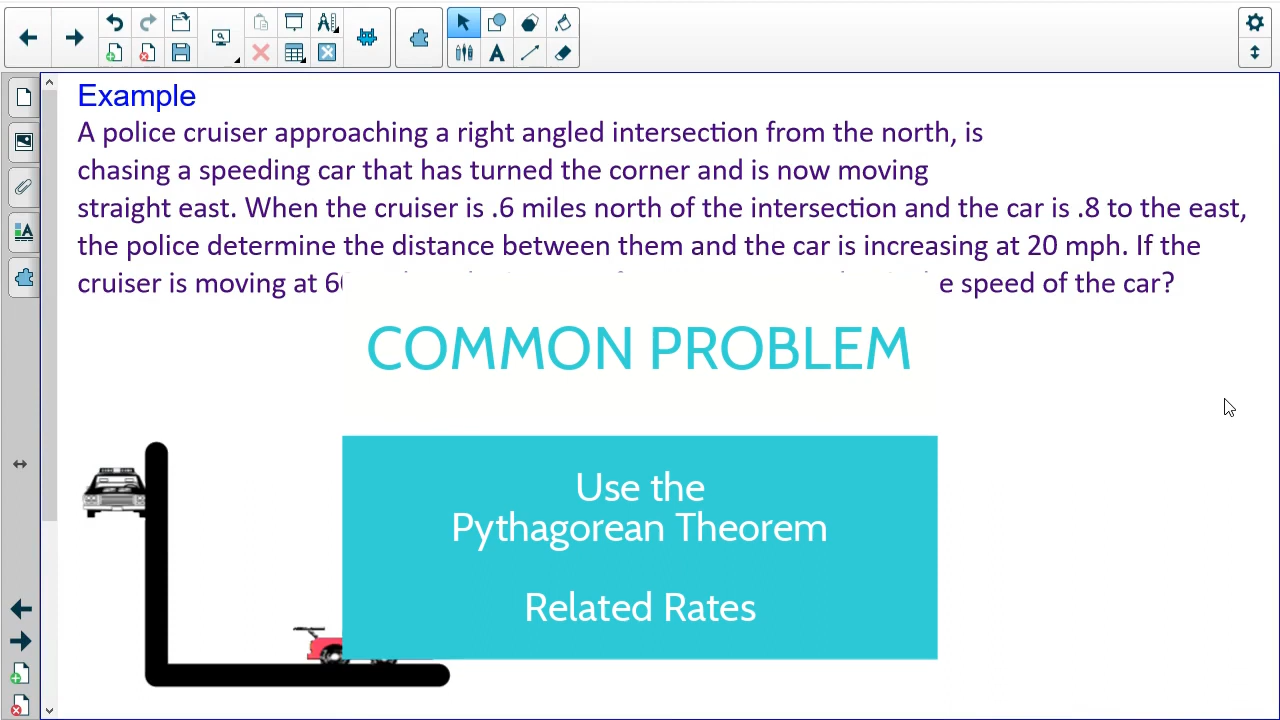 Example
A police cruiser approaching a right angled intersection from the north, is
chasing a speeding car that has turned the corner and is now moving
straight east. When the cruiser is .6 miles north of the intersection and the car is .8 to the east,
the police determine the distance between them and the car is increasing at 20 mph. If the
cruiser is moving at 60 e speed of the car?
COMMON PROBLEM
Use the
Pythagorean Theorem
Related Rates